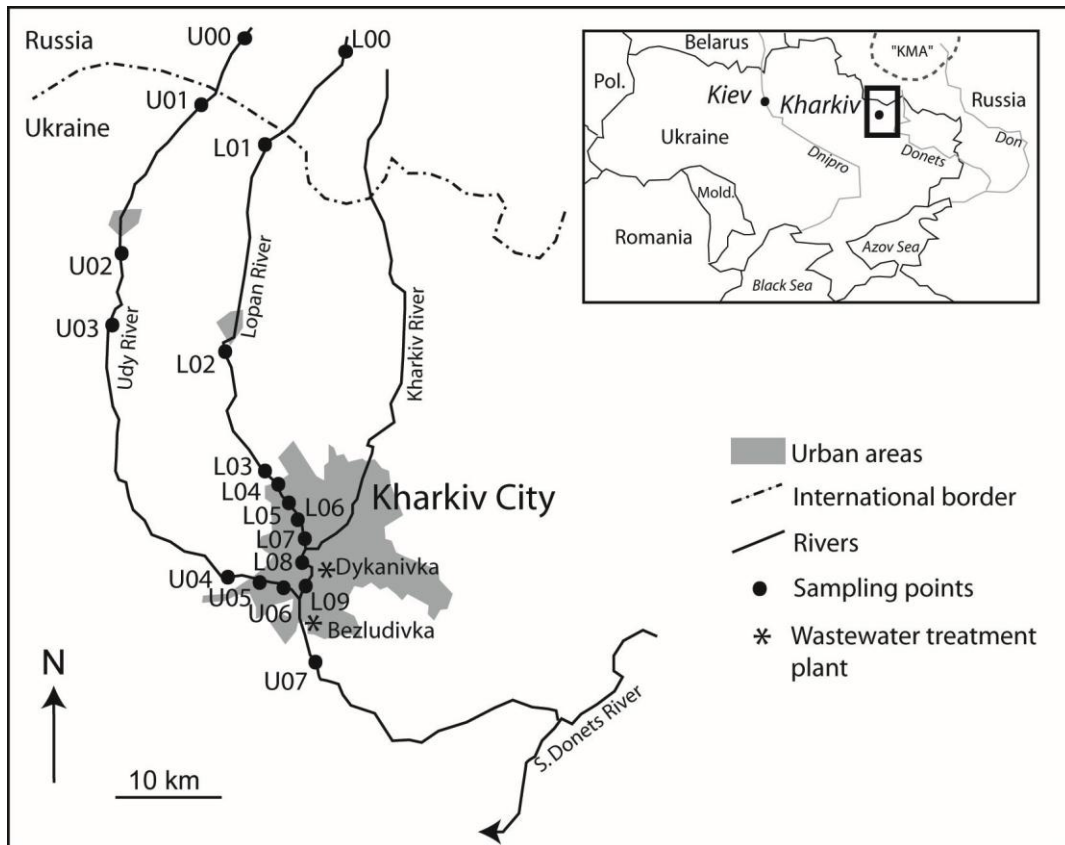 Russia
U00
L00
U01
Ukraine
L01
U02
Lopan River
U03
Udy River
L02
Kharkiv River
L03
L04
L05
L06
Kharkiv City
L07
L08
Dykanivka
U04
U05
U06
L09
Bezludivka
U07
S. Donets River
N
10 km
Belarus
"KMA"
Pol.
Kiev
Kharkiv
Russia
Ukraine
Dnipro
Donets
Don
Mold.
Romania
Azov Sea
Black Sea
Urban areas
International border
Rivers
Sampling points
Wastewater treatment
plant